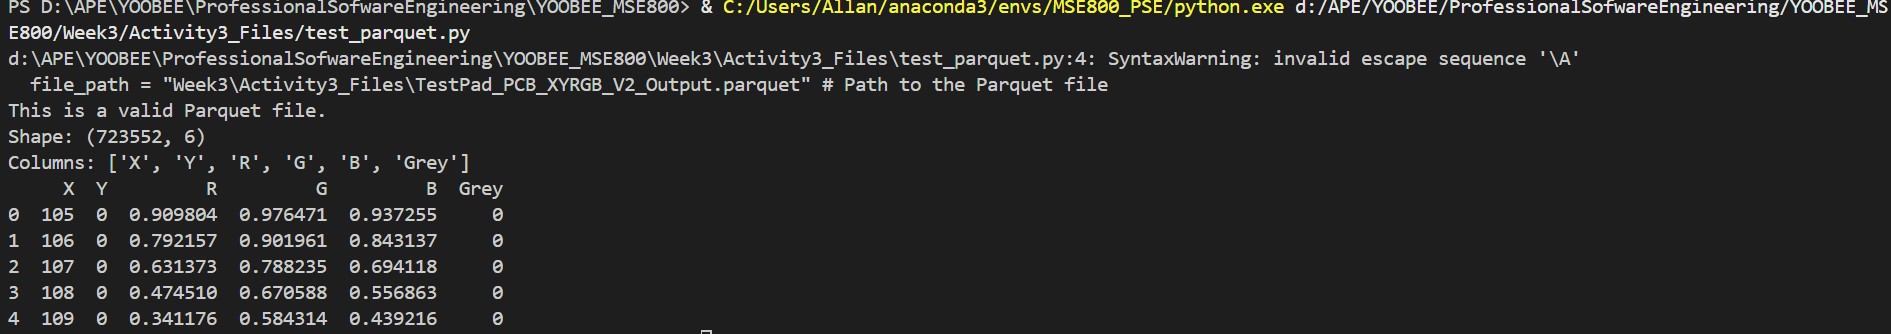 PS D:\APE\YOOBEE\ProfessionalSofwareEngineering\YOOBEE_MSE800> & C:/Users/Allan/anaconda3/envs/MSE800_PSE/python.exe d:/APE/YOOBEE/ProfessionalSofwareEngineering/YOOBEE_MS
E800/Week3/Activity3_Files/test_parquet.py
d:\APE\YOOBEE\ProfessionalSofwareEngineering\YOOBEE_MSE800\Week3\Activity3_Files\test_parquet.py:4: SyntaxWarning: invalid escape sequence '\A'
  file_path = "Week3\Activity3_Files\TestPad_PCB_XYRGB_V2_Output.parquet" # Path to the Parquet file
This is a valid Parquet file.
Shape: (723552, 6)
Columns: ['X', 'Y', 'R', 'G', 'B', 'Grey']
     X  Y         R         G         B  Grey
0  105  0  0.909804  0.976471  0.937255     0
1  106  0  0.792157  0.901961  0.843137     0
2  107  0  0.631373  0.788235  0.694118     0
3  108  0  0.474510  0.670588  0.556863     0
4  109  0  0.341176  0.584314  0.439216     0